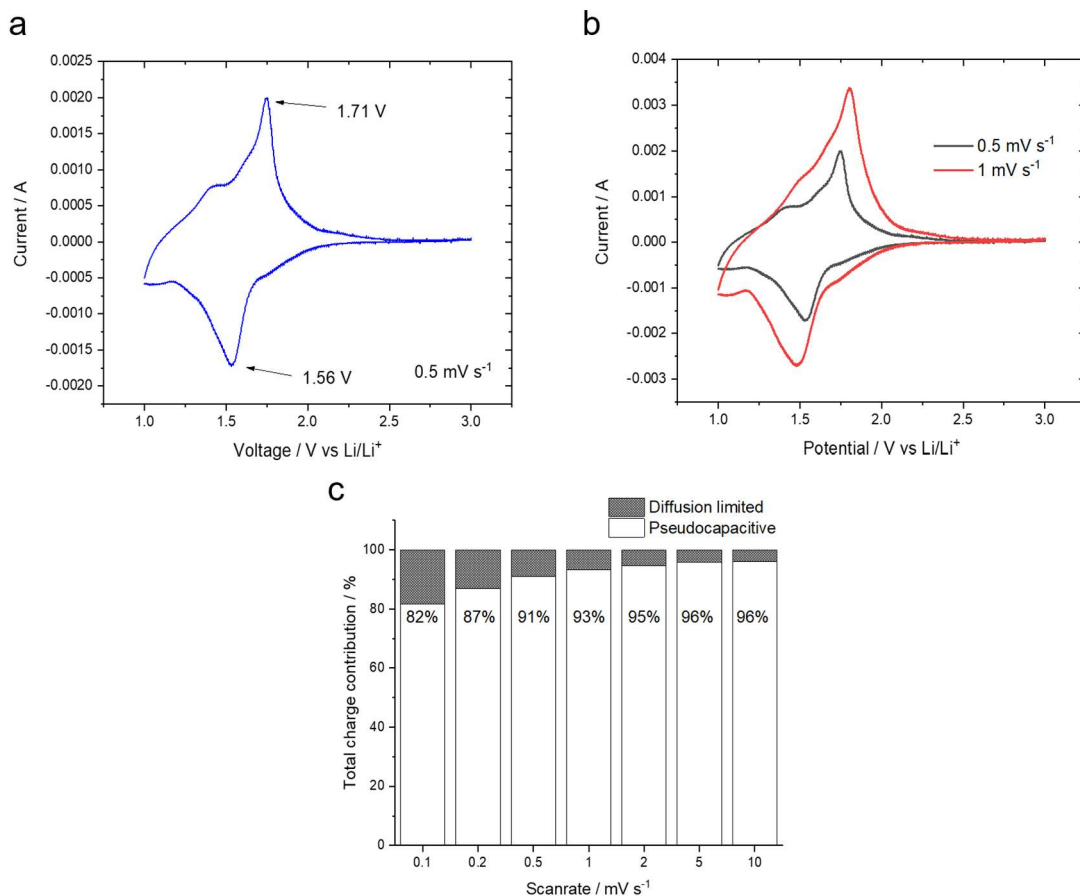 a
0.0025
0.0020
0.0015
0.0010
0.0005
0.0000
-0.0005
-0.0010
-0.0015
-0.0020
Current / A
1.71 V
1.56 V
0.5 mV s⁻¹
1.0 1.5 2.0 2.5 3.0
Voltage / V vs Li/Li⁺
b
0.004
0.003
0.002
0.001
0.000
-0.001
-0.002
-0.003
Current / A
0.5 mV s⁻¹
1 mV s⁻¹
1.0 1.5 2.0 2.5 3.0
Potential / V vs Li/Li⁺
c
Diffusion limited
Pseudocapacitive
100
80
60
40
20
0
Total charge contribution / %
82% 87% 91% 93% 95% 96% 96%
0.1 0.2 0.5 1 2 5 10
Scanrate / mV s⁻¹